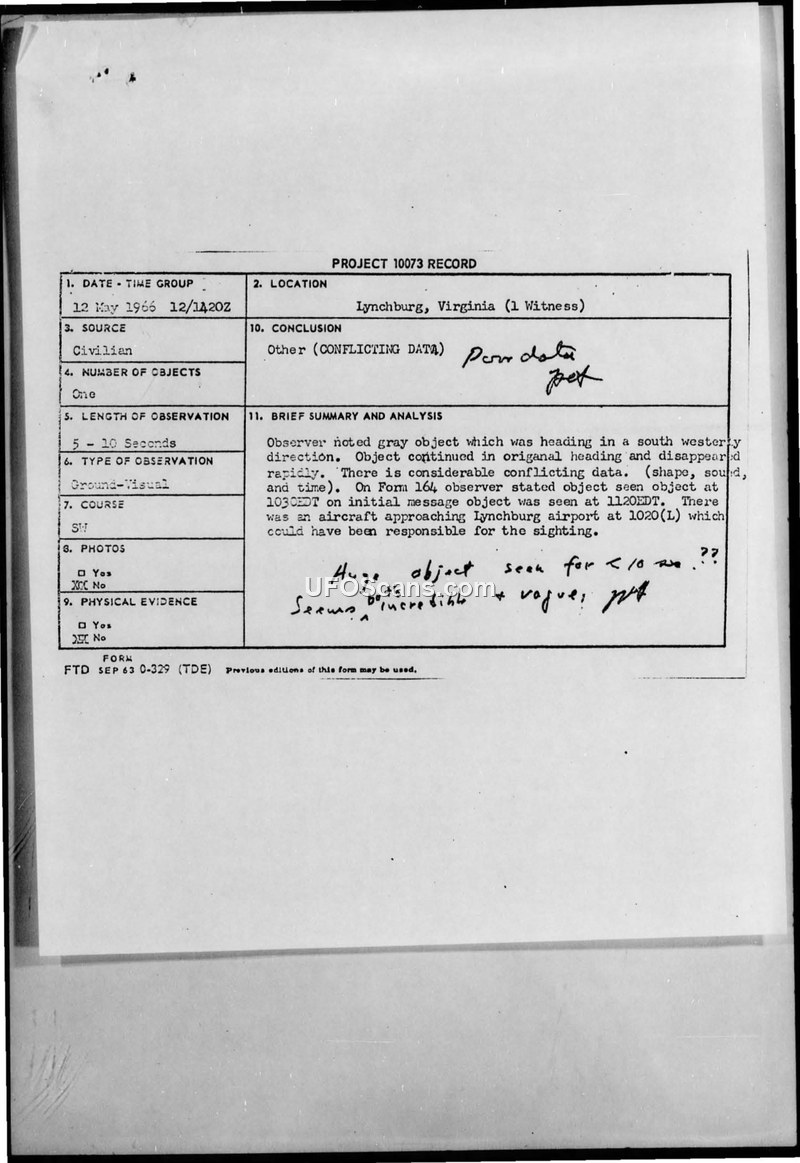 PROJECT 10073 RECORD
1. DATE - TIME GROUP
12 May 1966 12/1420Z
2. LOCATION
Lynchburg, Virginia (1 Witness)
3. SOURCE
Civilian
10. CONCLUSION
Other (CONFLICTING DATA)
Poor data
4. NUMBER OF OBJECTS
One
5. LENGTH OF OBSERVATION
5 - 10 Seconds
11. BRIEF SUMMARY AND ANALYSIS
Observer noted gray object which was heading in a south westerly
direction. Object continued in origanal heading and disappeared
rapidly. There is considerable conflicting data. (shape, sound,
and time). On Form 164 observer stated object seen object at
1030EDT on initial message object was seen at 1120EDT. There
was an aircraft approaching Lynchburg airport at 1020(L) which
could have been responsible for the sighting.
6. TYPE OF OBSERVATION
Ground-Visual
7. COURSE
SW
8. PHOTOS
□ Yes
XX No
9. PHYSICAL EVIDENCE
□ Yes
XX No
Huge object seen for < 10 sec. ??
Seems both incredible + vague,
UFOScans.com
FORM
FTD SEP 63 0-329 (TDE) Previous editions of this form may be used.